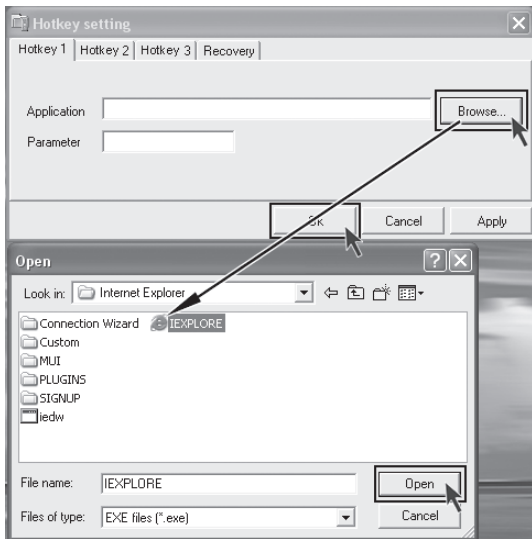 Hotkey setting
Hotkey 1 Hotkey 2 Hotkey 3 Recovery
Application Browse...
Parameter
OK Cancel Apply
Open
Look in: Internet Explorer
Connection Wizard IEXPLORE
Custom
MUI
PLUGINS
SIGNUP
iedw
File name: IEXPLORE Open
Files of type: EXE files (*.exe) Cancel